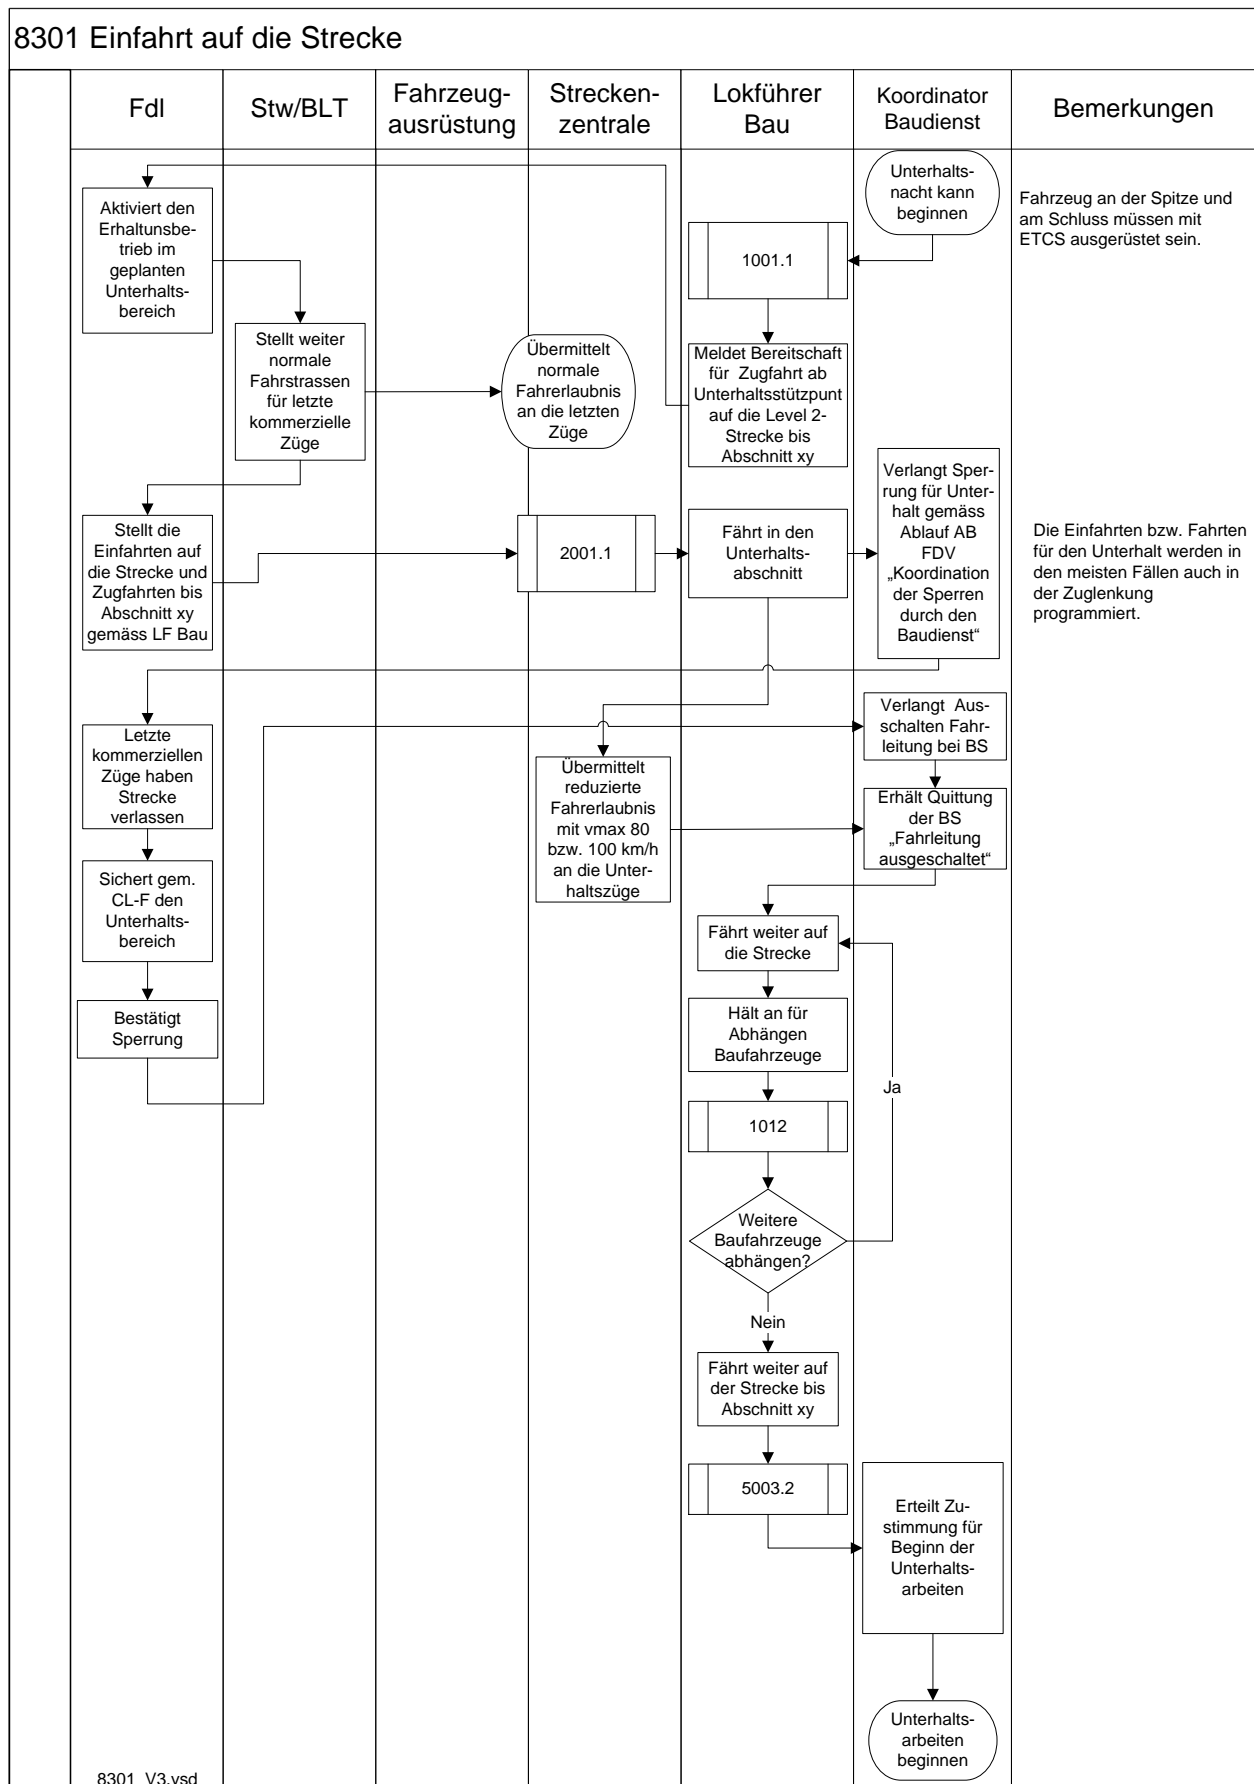 8301 Einfahrt auf die Strecke
Fdl
Stw/BLT
Fahrzeug-
ausrüstung
Strecken-
zentrale
Lokführer
Bau
Koordinator
Baudienst
Bemerkungen
Unterhalts-
nacht kann
beginnen
Fahrzeug an der Spitze und
am Schluss müssen mit
ETCS ausgerüstet sein.
1001.1
Aktiviert den
Erhaltunsbe-
trieb im
geplanten
Unterhalts-
bereich
Stellt weiter
normale
Fahrstrassen
für letzte
kommerzielle
Züge
Übermittelt
normale
Fahrerlaubnis
an die letzten
Züge
Meldet Bereitschaft
für Zugfahrt ab
Unterhaltsstützpunt
auf die Level 2-
Strecke bis
Abschnitt xy
Stellt die
Einfahrten auf
die Strecke und
Zugfahrten bis
Abschnitt xy
gemäss LF Bau
2001.1
Fährt in den
Unterhalts-
abschnitt
Verlangt Sper-
rung für Unter-
halt gemäss
Ablauf AB
FDV
„Koordination
der Sperren
durch den
Baudienst“
Die Einfahrten bzw. Fahrten
für den Unterhalt werden in
den meisten Fällen auch in
der Zuglenkung
programmiert.
Letzte
kommerziellen
Züge haben
Strecke
verlassen
Verlangt Aus-
schalten Fahr-
leitung bei BS
Übermittelt
reduzierte
Fahrerlaubnis
mit vmax 80
bzw. 100 km/h
an die Unter-
haltszüge
Erhält Quittung
der BS
„Fahrleitung
ausgeschaltet“
Sichert gem.
CL-F den
Unterhalts-
bereich
Fährt weiter auf
die Strecke
Bestätigt
Sperrung
Hält an für
Abhängen
Baufahrzeuge
Ja
1012
Weitere
Baufahrzeuge
abhängen?
Nein
Fährt weiter auf
der Strecke bis
Abschnitt xy
5003.2
Erteilt Zu-
stimmung für
Beginn der
Unterhalts-
arbeiten
Unterhalts-
arbeiten
beginnen
8301_V3.vsd